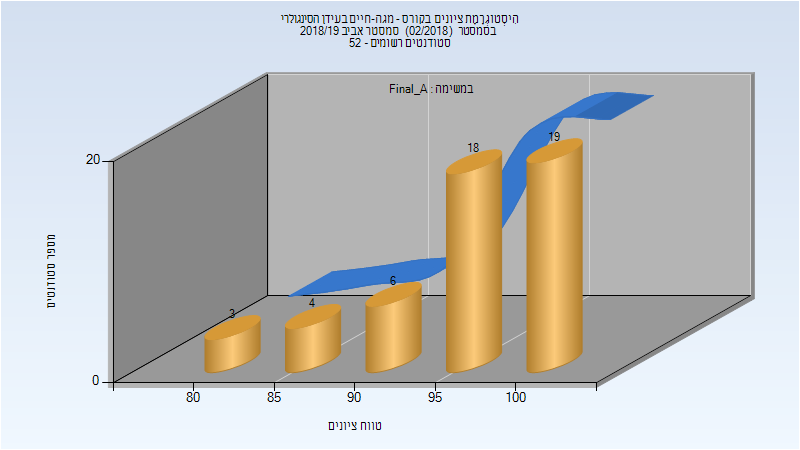 היסטוגרמת ציונים בקורס - מגה-חיים בעידן הסינגולרי
בסמסטר (02/2018) סמסטר אביב 2018/19
סטודנטים רשומים - 52
במשימה : Final_A
20
0
מספר סטודנטים
3
4
6
18
19
80
85
90
95
100
טווח ציונים